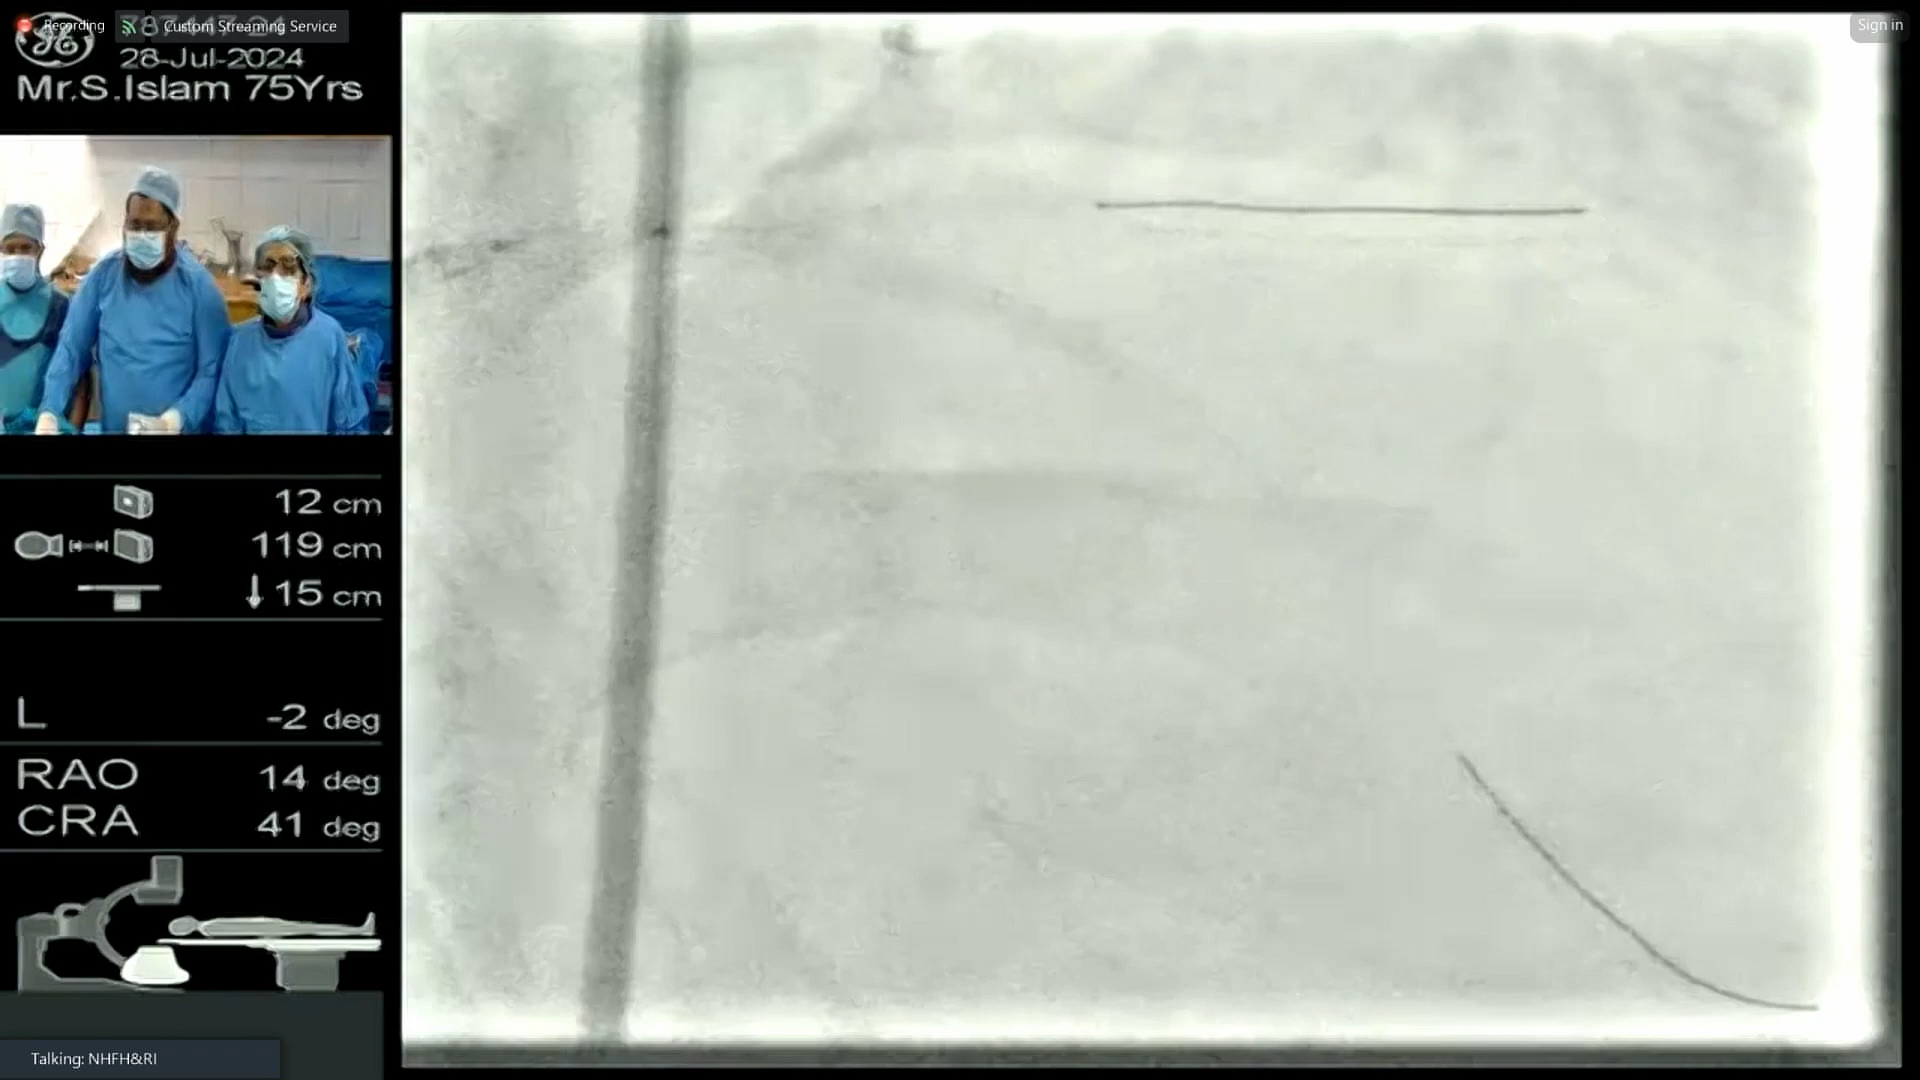 Recording
Custom Streaming Service
Sign in
28-Jul-2024
Mr.S.Islam 75Yrs
12 cm
119 cm
15 cm
L -2 deg
RAO 14 deg
CRA 41 deg
Talking: NHFH&RI